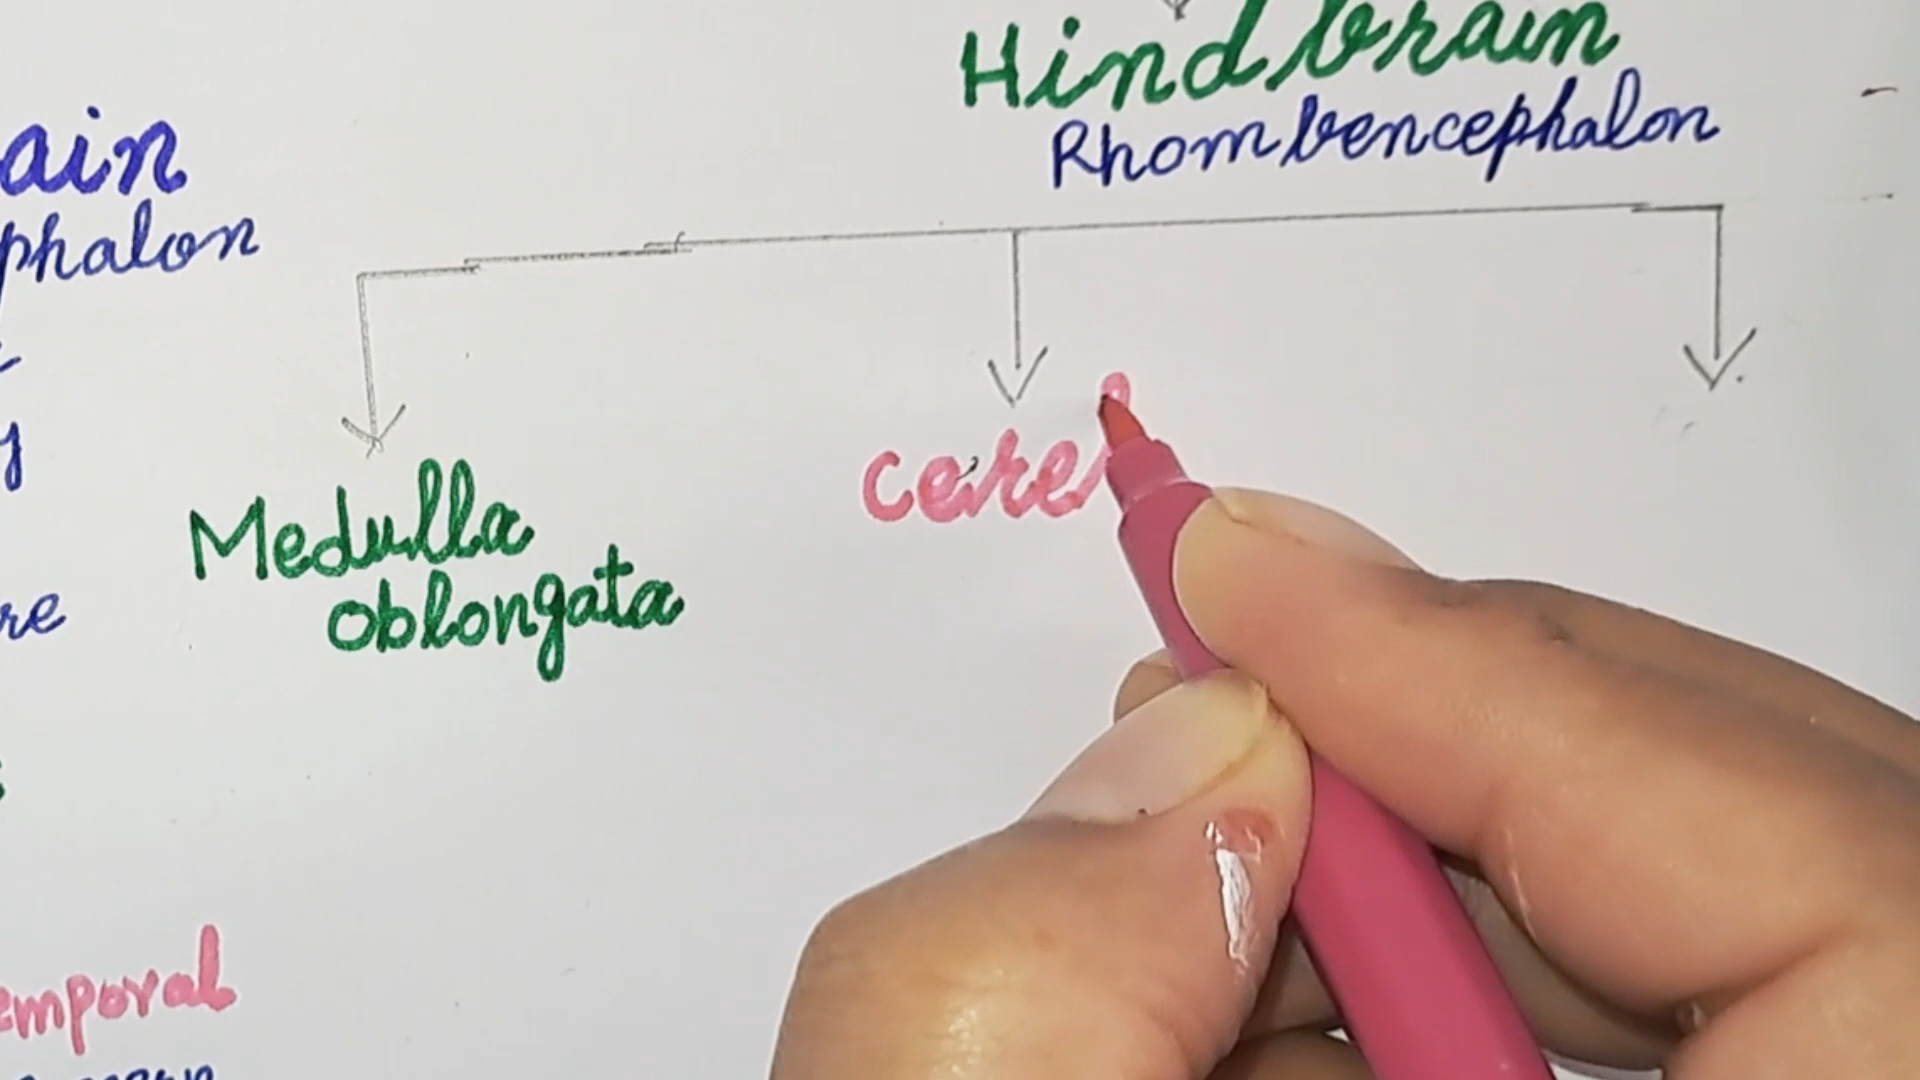 Hindbrain
Rhombencephalon
ain
phalon
y
cere
Medulla
oblongata
re
emporal